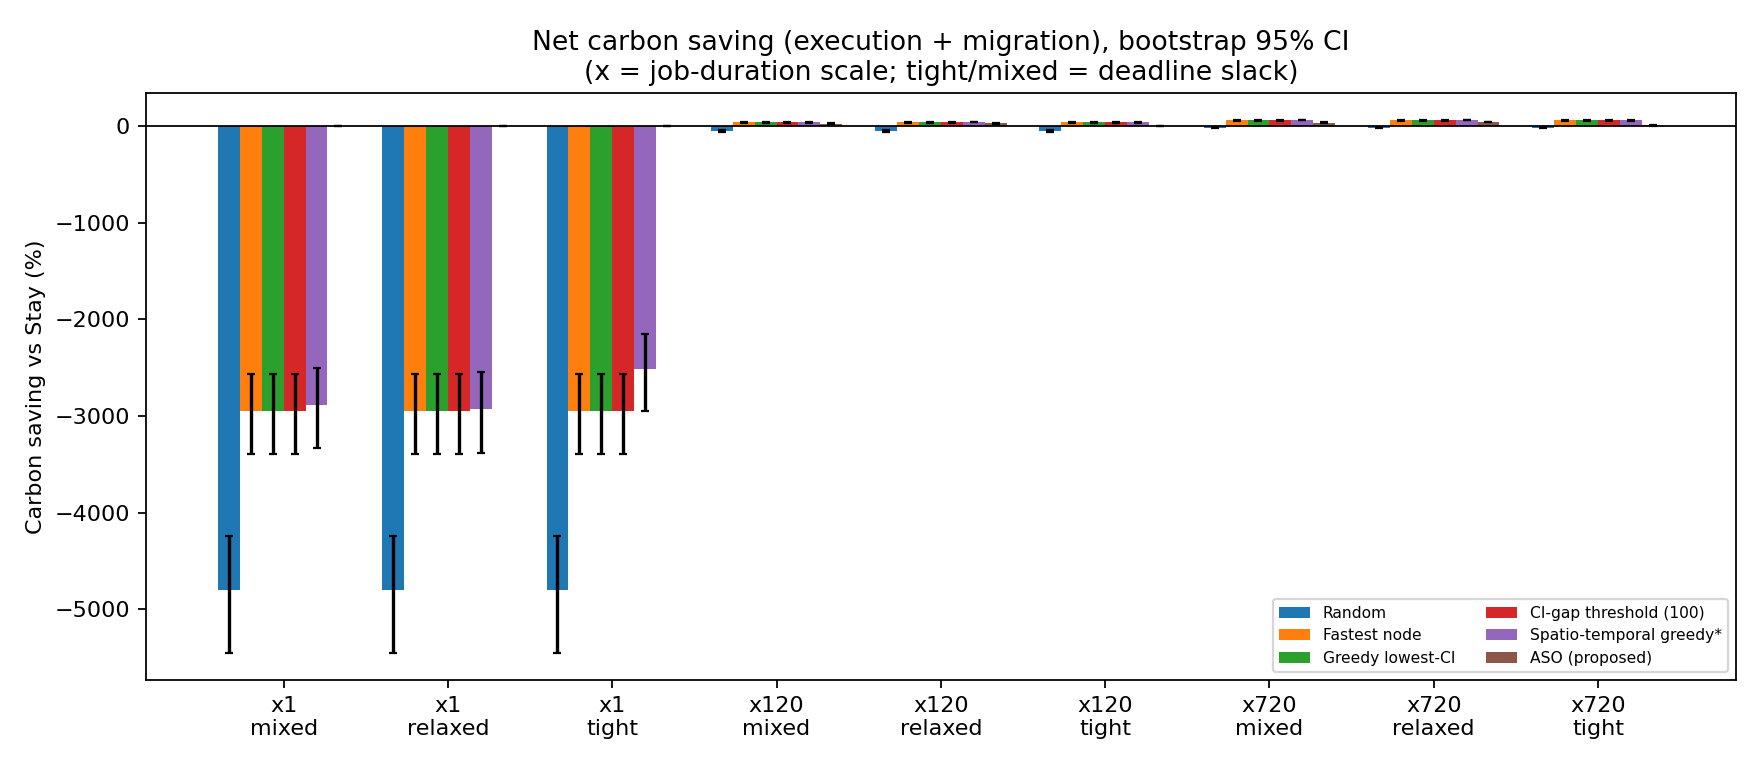 Net carbon saving (execution + migration), bootstrap 95% CI
(x = job-duration scale; tight/mixed = deadline slack)
Carbon saving vs Stay (%)
0
−1000
−2000
−3000
−4000
−5000
x1
mixed
x1
relaxed
x1
tight
x120
mixed
x120
relaxed
x120
tight
x720
mixed
x720
relaxed
x720
tight
Random
Fastest node
Greedy lowest-CI
CI-gap threshold (100)
Spatio-temporal greedy*
ASO (proposed)